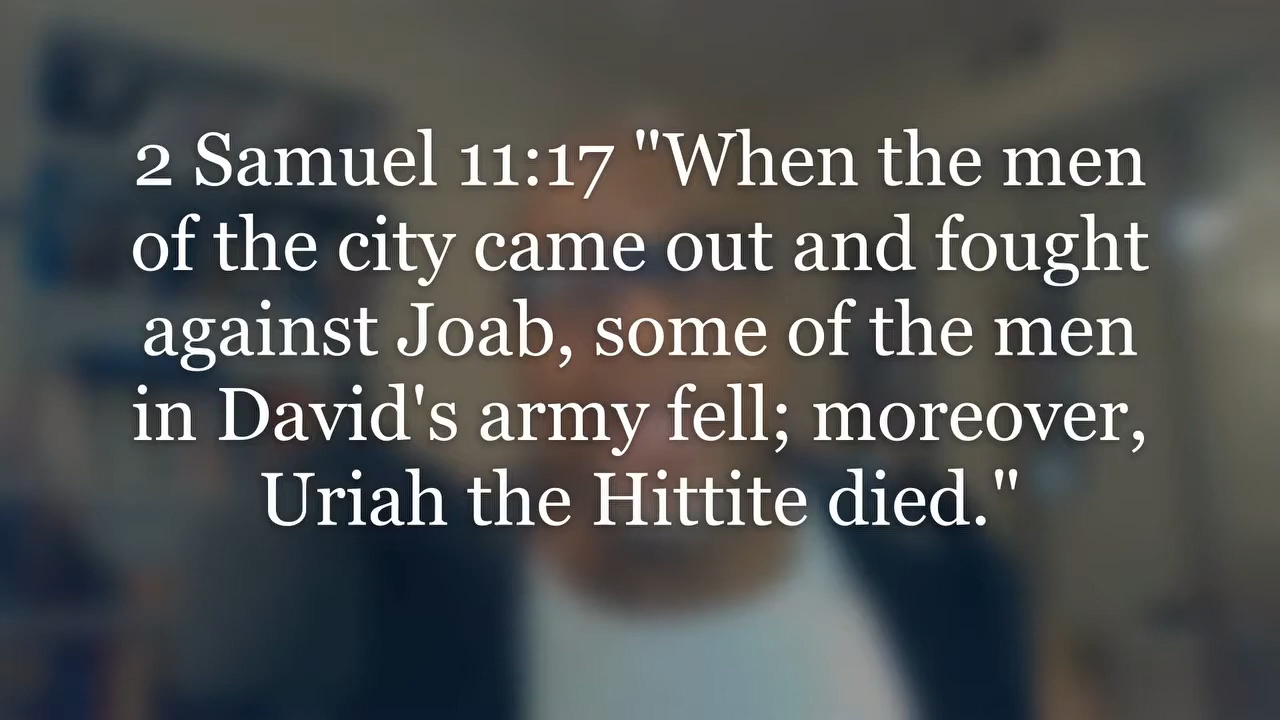 2 Samuel 11:17 "When the men
of the city came out and fought
against Joab, some of the men
in David's army fell; moreover,
Uriah the Hittite died."